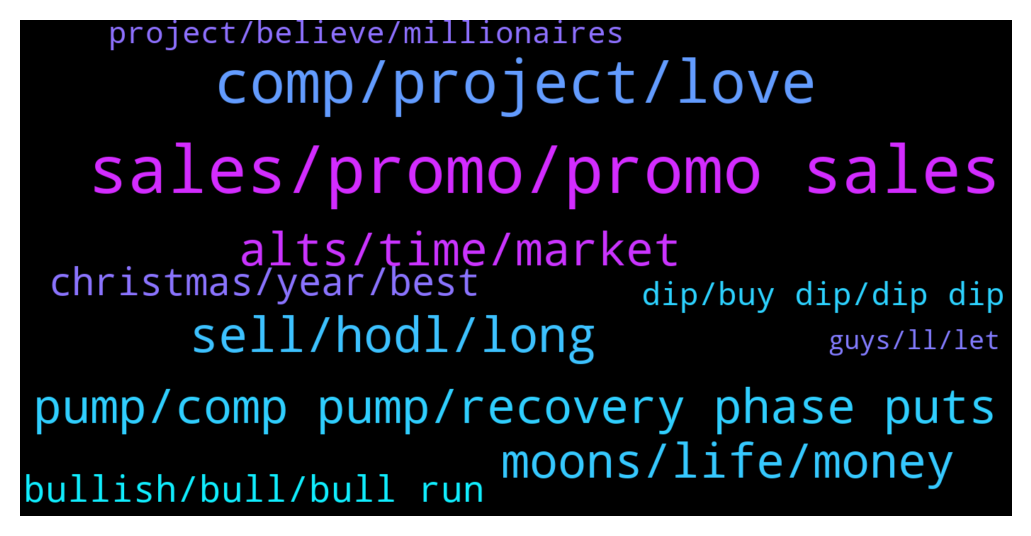 project/believe/millionaires
comp/project/love
sales/promo/promo sales
alts/time/market
christmas/year/best
dip/buy dip/dip dip
sell/hodl/long
guys/ll/let
pump/comp pump/recovery phase puts
moons/life/money
bullish/bull/bull run